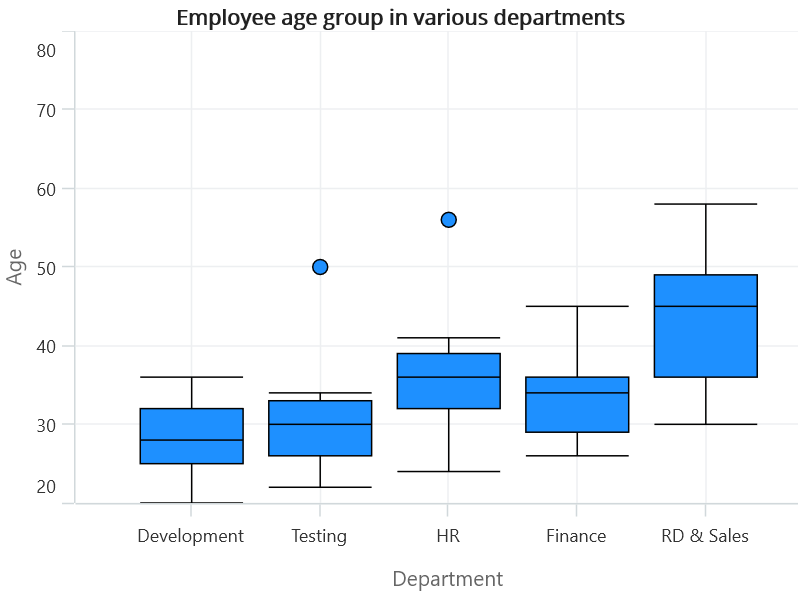 Employee age group in various departments
80
70
60
50
40
30
20
Age
Development Testing HR Finance RD & Sales
Department